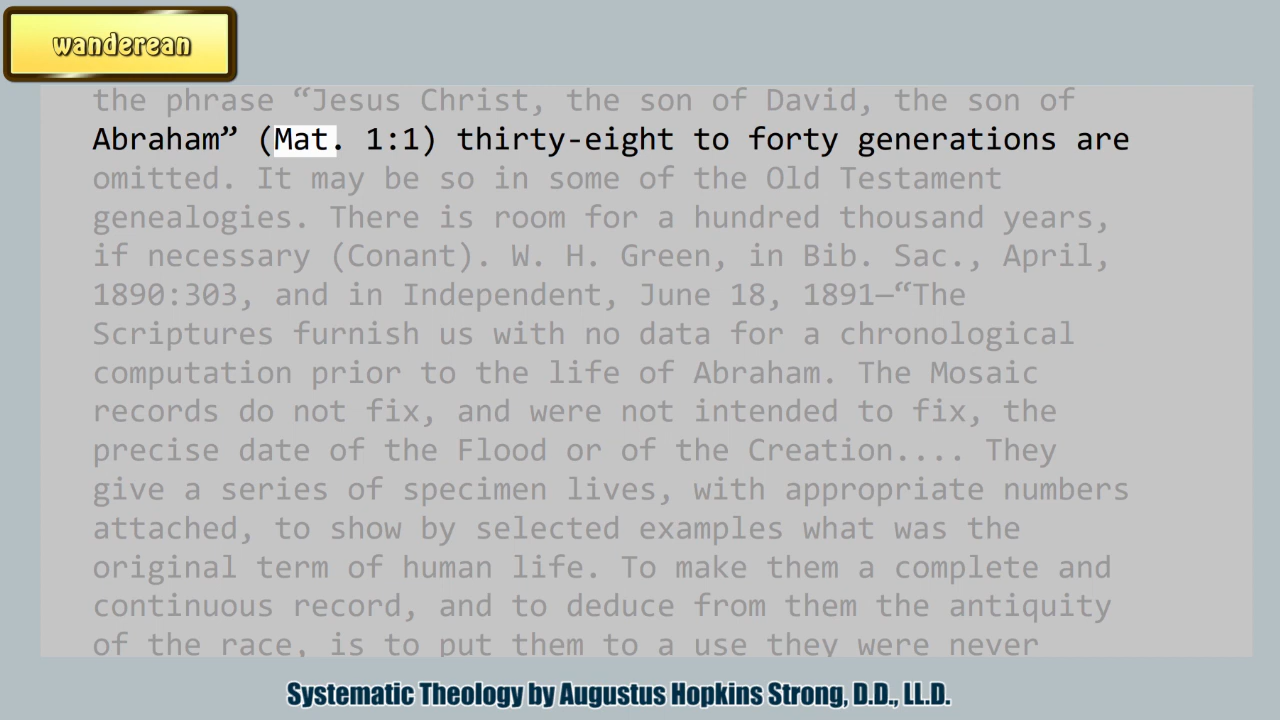 wanderean
the phrase “Jesus Christ, the son of David, the son of
Abraham” (Mat. 1:1) thirty-eight to forty generations are
omitted. It may be so in some of the Old Testament
genealogies. There is room for a hundred thousand years,
if necessary (Conant). W. H. Green, in Bib. Sac., April,
1890:303, and in Independent, June 18, 1891—“The
Scriptures furnish us with no data for a chronological
computation prior to the life of Abraham. The Mosaic
records do not fix, and were not intended to fix, the
precise date of the Flood or of the Creation.... They
give a series of specimen lives, with appropriate numbers
attached, to show by selected examples what was the
original term of human life. To make them a complete and
continuous record, and to deduce from them the antiquity
of the race, is to put them to a use they were never
Systematic Theology by Augustus Hopkins Strong, D.D., LL.D.